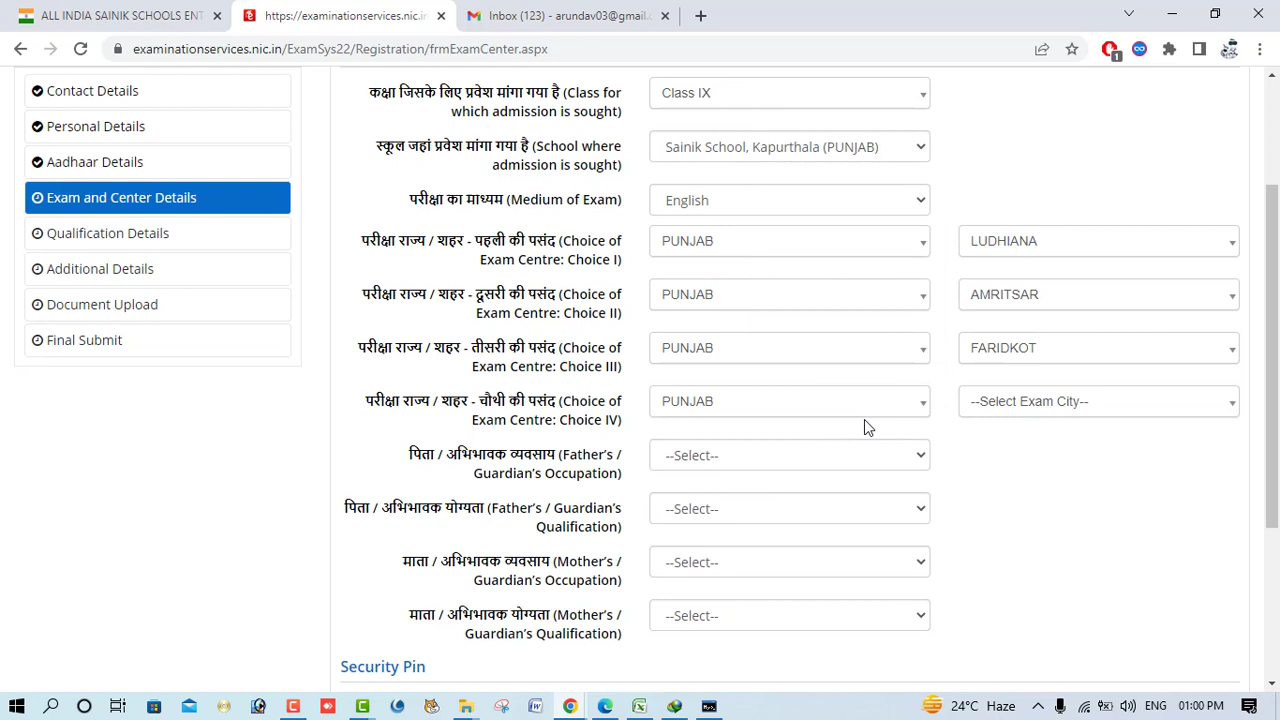 ALL INDIA SAINIK SCHOOLS ENT
https://examinationservices.nic.in
Inbox (123) - arundav03@gmail.c
examinationservices.nic.in/ExamSys22/Registration/frmExamCenter.aspx
1
Contact Details
Personal Details
Aadhaar Details
Exam and Center Details
Qualification Details
Additional Details
Document Upload
Final Submit
कक्षा जिसके लिए प्रवेश मांगा गया है (Class for Class IX
which admission is sought)
स्कूल जहां प्रवेश मांगा गया है (School where Sainik School, Kapurthala (PUNJAB)
admission is sought)
परीक्षा का माध्यम (Medium of Exam) English
परीक्षा राज्य / शहर - पहली की पसंद (Choice of PUNJAB LUDHIANA
Exam Centre: Choice I)
परीक्षा राज्य / शहर - दूसरी की पसंद (Choice of PUNJAB AMRITSAR
Exam Centre: Choice II)
परीक्षा राज्य / शहर - तीसरी की पसंद (Choice of PUNJAB FARIDKOT
Exam Centre: Choice III)
परीक्षा राज्य / शहर - चौथी की पसंद (Choice of PUNJAB --Select Exam City--
Exam Centre: Choice IV)
पिता / अभिभावक व्यवसाय (Father's / --Select--
Guardian's Occupation)
पिता / अभिभावक योग्यता (Father's / Guardian's --Select--
Qualification)
माता / अभिभावक व्यवसाय (Mother's / --Select--
Guardian's Occupation)
माता / अभिभावक योग्यता (Mother's / --Select--
Guardian's Qualification)
Security Pin
24°C Haze ENG 01:00 PM